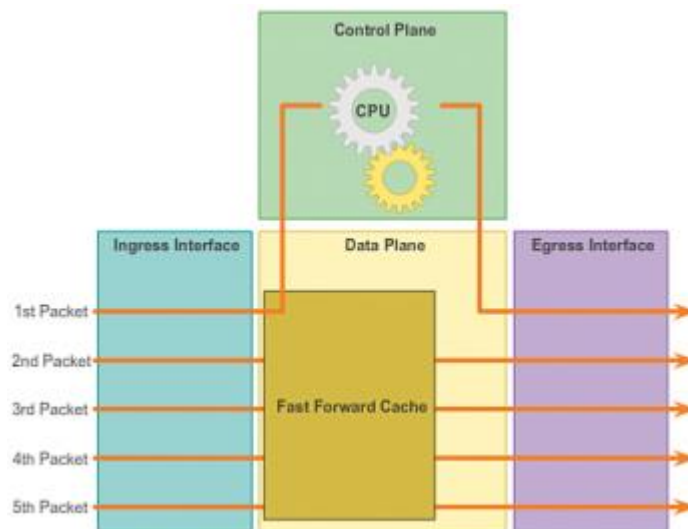 Control Plane
CPU
Ingress Interface
Data Plane
Egress Interface
1st Packet
2nd Packet
3rd Packet
Fast Forward Cache
4th Packet
5th Packet